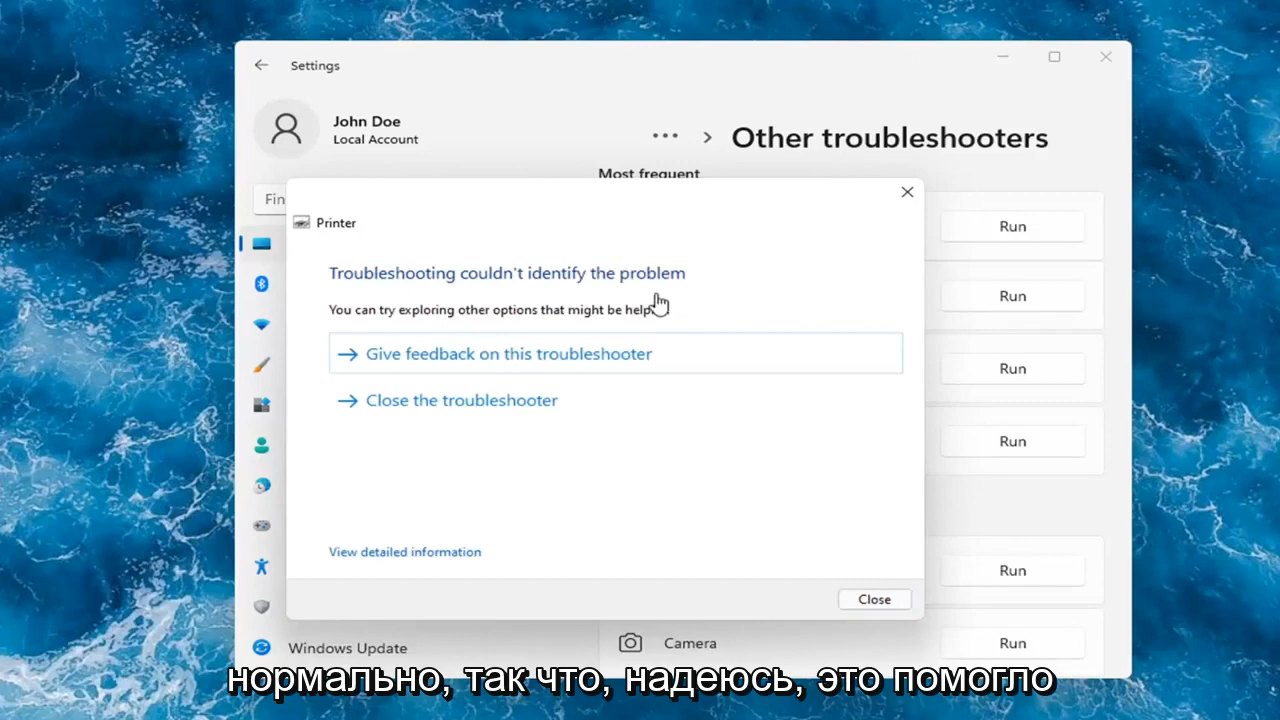 Settings
John Doe
Local Account
Other troubleshooters
Most frequent
Fin
Run
Printer
Troubleshooting couldn't identify the problem
Run
You can try exploring other options that might be help
Give feedback on this troubleshooter
Run
Close the troubleshooter
Run
View detailed information
Run
Close
Windows Update
Camera
Run
нормально, так что, надеюсь, это помогло